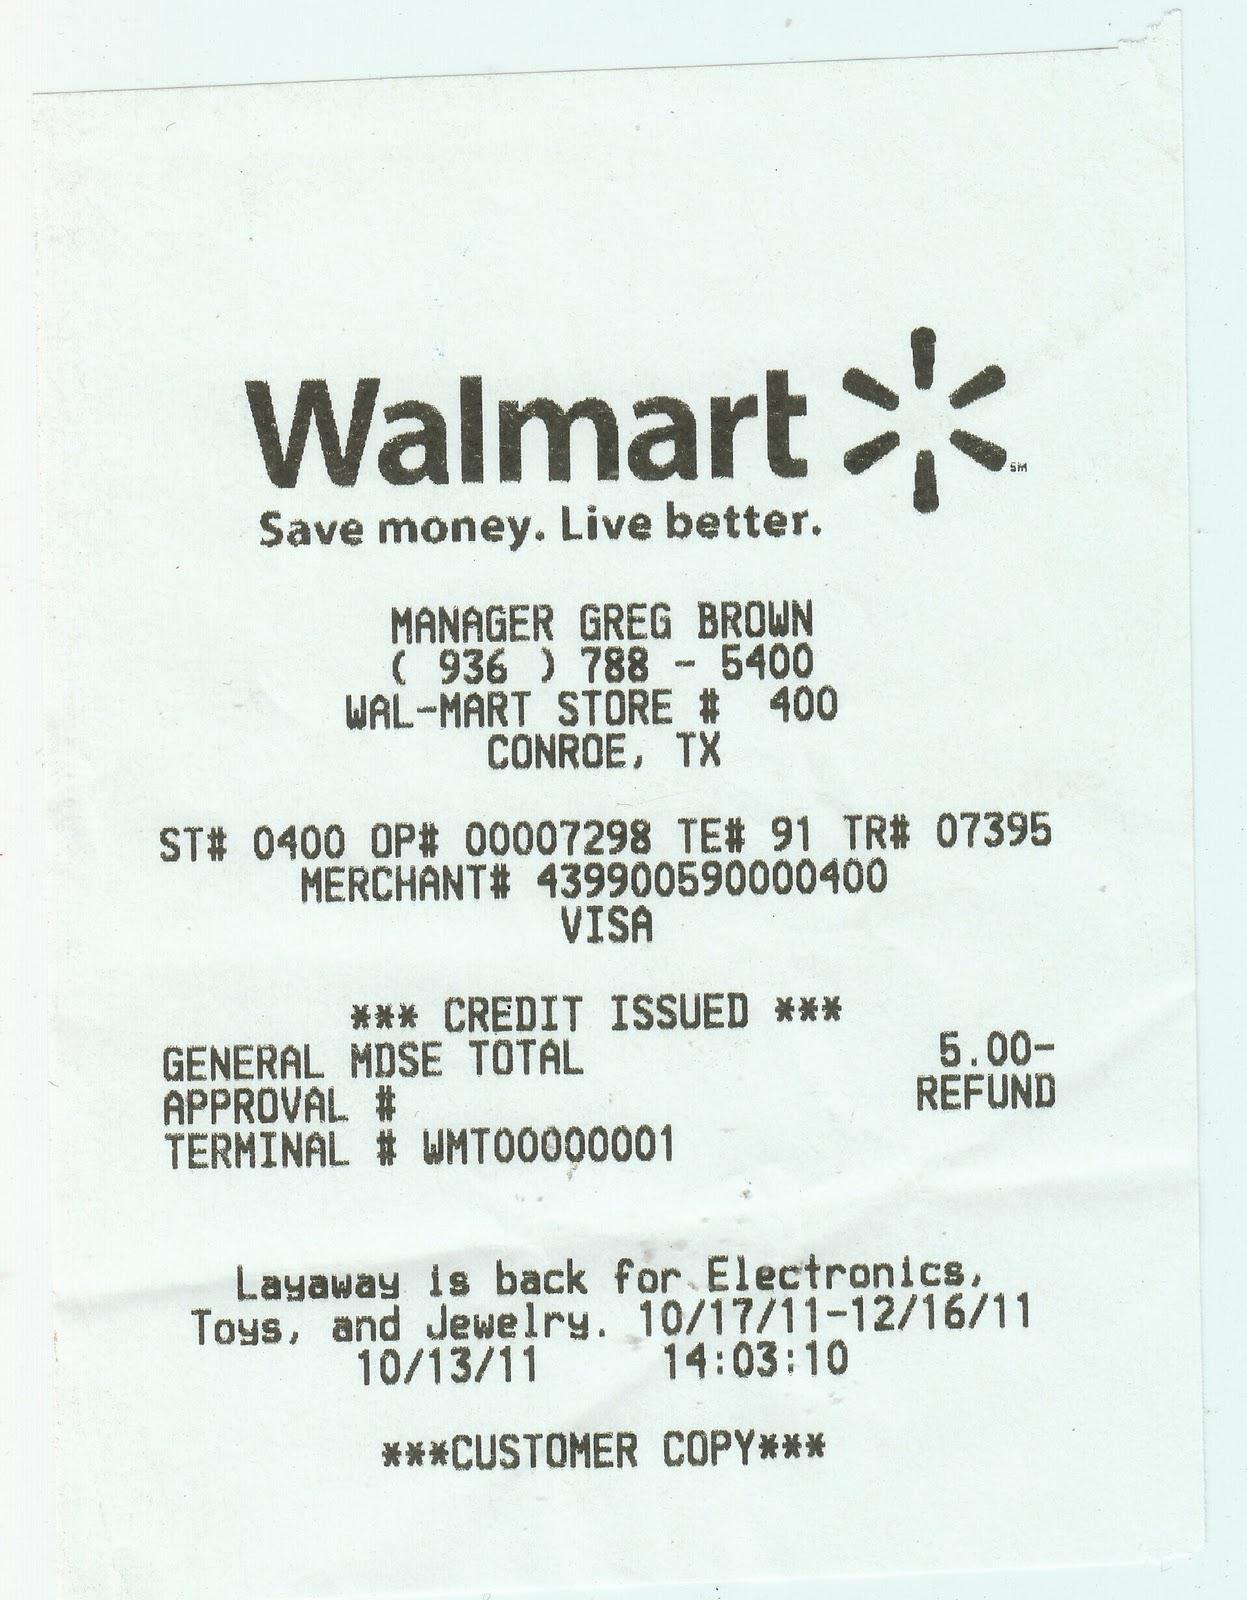 Walmart
SM
Save money. Live better.
MANAGER GREG BROWN
( 936 ) 788 - 5400
WAL-MART STORE # 400
CONROE, TX
ST# 0400 OP# 00007298 TE# 91 TR# 07395
MERCHANT# 439900590000400
VISA
*** CREDIT ISSUED ***
GENERAL MDSE TOTAL 5.00-
APPROVAL # REFUND
TERMINAL # WMT00000001
Layaway is back for Electronics,
Toys, and Jewelry. 10/17/11-12/16/11
10/13/11 14:03:10
***CUSTOMER COPY***